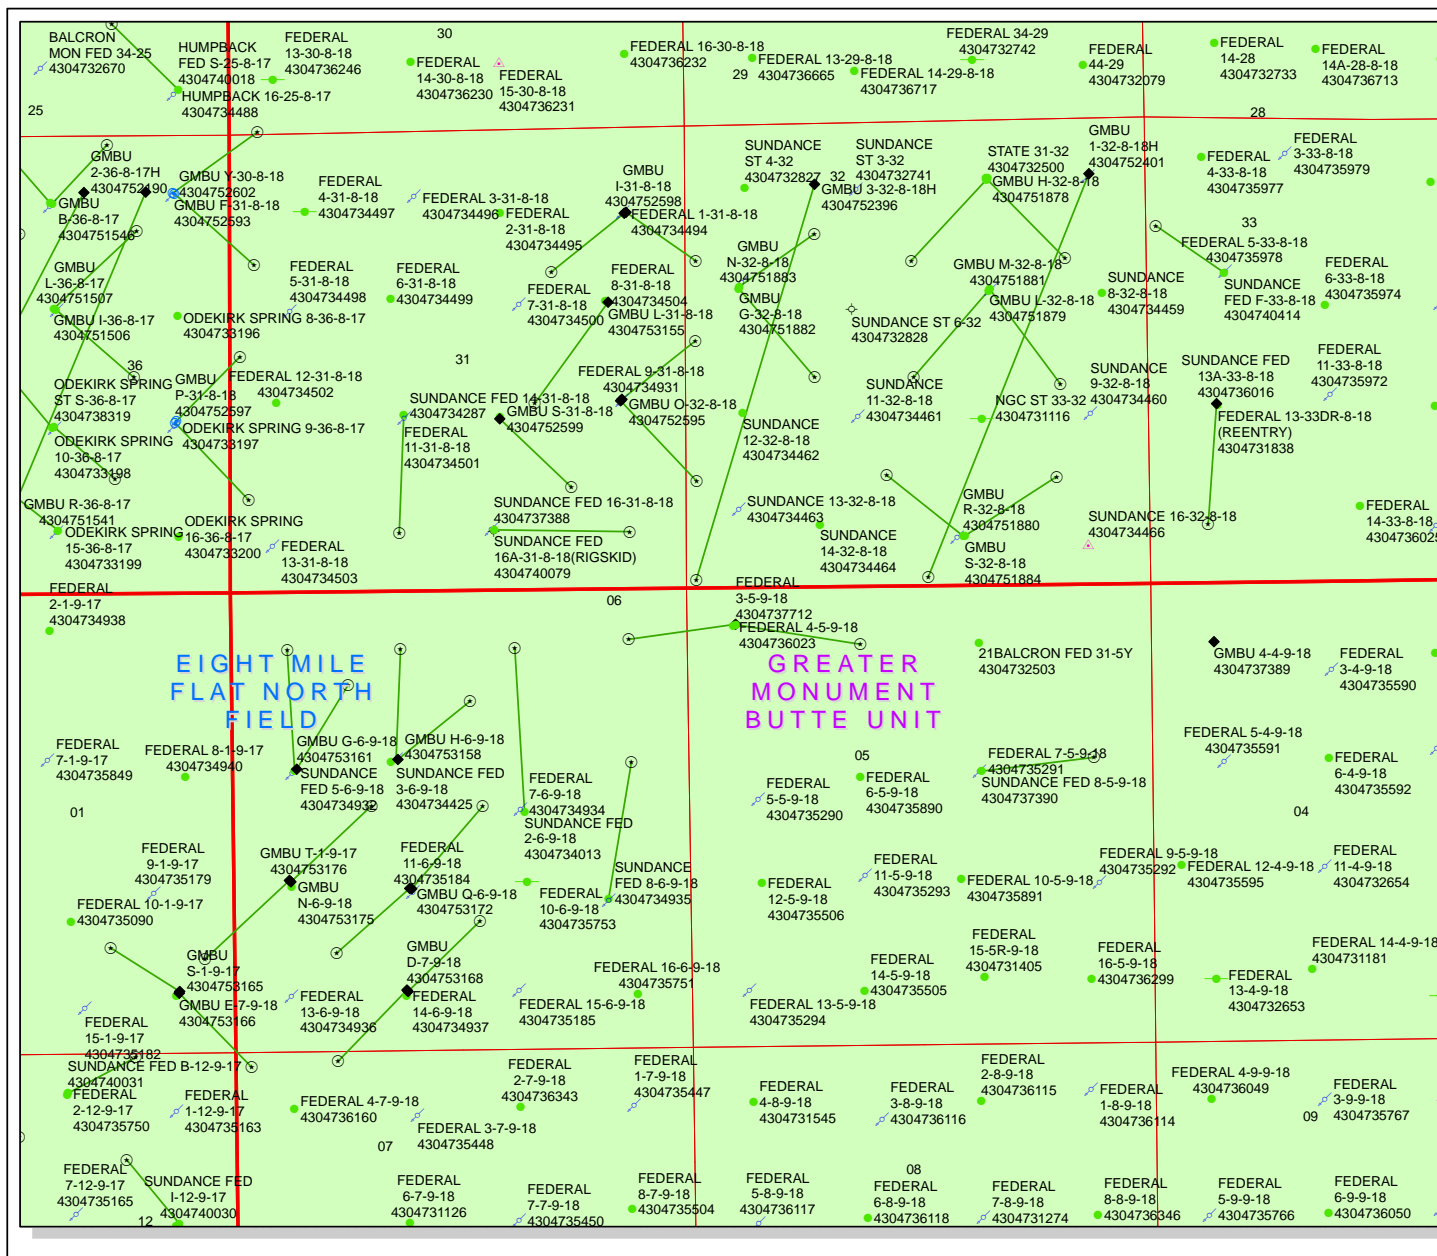 BALCRON
MON FED 34-25
4304732670
HUMPBACK
FED S-25-8-17
4304740018
HUMPBACK 16-25-8-17
4304734488
FEDERAL
13-30-8-18
4304736246
30
FEDERAL
14-30-8-18
4304736230
FEDERAL
15-30-8-18
4304736231
FEDERAL 16-30-8-18
4304736232
29
FEDERAL 13-29-8-18
4304736665
FEDERAL 14-29-8-18
4304736717
FEDERAL 34-29
4304732742
FEDERAL
44-29
4304732079
FEDERAL
14-28
4304732733
FEDERAL
14A-28-8-18
4304736713
25
28
GMBU
2-36-8-17H
4304752190
GMBU Y-30-8-18
4304752602
GMBU F-31-8-18
4304752593
GMBU
B-36-8-17
4304751546
FEDERAL
4-31-8-18
4304734497
FEDERAL 3-31-8-18
4304734496
FEDERAL
2-31-8-18
4304734495
GMBU
I-31-8-18
4304752598
FEDERAL 1-31-8-18
4304734494
SUNDANCE
ST 4-32
4304732827
32
SUNDANCE
ST 3-32
4304732741
GMBU 3-32-8-18H
4304752396
STATE 31-32
4304732500
GMBU H-32-8-18
4304751878
GMBU
1-32-8-18H
4304752401
FEDERAL
4-33-8-18
4304735977
FEDERAL
3-33-8-18
4304735979
33
GMBU
L-36-8-17
4304751507
GMBU I-36-8-17
4304751506
ODEKIRK SPRING 8-36-8-17
4304733196
FEDERAL
5-31-8-18
4304734498
FEDERAL
6-31-8-18
4304734499
FEDERAL
7-31-8-18
4304734500
FEDERAL
8-31-8-18
4304734504
GMBU L-31-8-18
4304753155
GMBU
N-32-8-18
4304751883
GMBU
G-32-8-18
4304751882
SUNDANCE ST 6-32
4304732828
GMBU M-32-8-18
4304751881
GMBU L-32-8-18
4304751879
SUNDANCE
8-32-8-18
4304734459
FEDERAL 5-33-8-18
4304735978
SUNDANCE
FED F-33-8-18
4304740414
FEDERAL
6-33-8-18
4304735974
36
31
ODEKIRK SPRING
ST S-36-8-17
4304738319
ODEKIRK SPRING
10-36-8-17
4304733198
GMBU
P-31-8-18
4304752597
ODEKIRK SPRING 9-36-8-17
4304733197
FEDERAL 12-31-8-18
4304734502
SUNDANCE FED 14-31-8-18
4304734287
FEDERAL
11-31-8-18
4304734501
GMBU S-31-8-18
4304752599
FEDERAL 9-31-8-18
4304734931
GMBU O-32-8-18
4304752595
SUNDANCE
12-32-8-18
4304734462
SUNDANCE
11-32-8-18
4304734461
NGC ST 33-32
4304731116
SUNDANCE
9-32-8-18
4304734460
SUNDANCE FED
13A-33-8-18
4304736016
FEDERAL 13-33DR-8-18
(REENTRY)
4304731838
FEDERAL
11-33-8-18
4304735972
GMBU R-36-8-17
4304751541
ODEKIRK SPRING
15-36-8-17
4304733199
ODEKIRK SPRING
16-36-8-17
4304733200
FEDERAL
13-31-8-18
4304734503
SUNDANCE FED 16-31-8-18
4304737388
SUNDANCE FED
16A-31-8-18(RIGSKID)
4304740079
SUNDANCE 13-32-8-18
4304734463
SUNDANCE
14-32-8-18
4304734464
GMBU
R-32-8-18
4304751880
GMBU
S-32-8-18
4304751884
SUNDANCE 16-32-8-18
4304734466
FEDERAL
14-33-8-18
4304736025
FEDERAL
2-1-9-17
4304734938
06
FEDERAL
3-5-9-18
4304737712
FEDERAL 4-5-9-18
4304736023
21BALCRON FED 31-5Y
4304732503
GMBU 4-4-9-18
4304737389
FEDERAL
3-4-9-18
4304735590
EIGHT MILE
FLAT NORTH
FIELD
GREATER
MONUMENT
BUTTE UNIT
FEDERAL
7-1-9-17
4304735849
FEDERAL 8-1-9-17
4304734940
GMBU G-6-9-18
4304753161
SUNDANCE
FED 5-6-9-18
4304734932
GMBU H-6-9-18
4304753158
SUNDANCE FED
3-6-9-18
4304734425
FEDERAL
7-6-9-18
4304734934
SUNDANCE FED
2-6-9-18
4304734013
05
FEDERAL
5-5-9-18
4304735290
FEDERAL
6-5-9-18
4304735890
FEDERAL 7-5-9-18
4304735291
SUNDANCE FED 8-5-9-18
4304737390
FEDERAL 5-4-9-18
4304735591
FEDERAL
6-4-9-18
4304735592
01
04
FEDERAL
9-1-9-17
4304735179
FEDERAL 10-1-9-17
4304735090
GMBU T-1-9-17
4304753176
GMBU
N-6-9-18
4304753175
FEDERAL
11-6-9-18
4304735184
GMBU Q-6-9-18
4304753172
FEDERAL
10-6-9-18
4304735753
SUNDANCE
FED 8-6-9-18
4304734935
FEDERAL
12-5-9-18
4304735506
FEDERAL
11-5-9-18
4304735293
FEDERAL 10-5-9-18
4304735891
FEDERAL 9-5-9-18
4304735292
FEDERAL 12-4-9-18
4304735595
FEDERAL
11-4-9-18
4304732654
GMBU
S-1-9-17
4304753165
GMBU E-7-9-18
4304753166
FEDERAL
15-1-9-17
4304735182
FEDERAL
13-6-9-18
4304734936
GMBU
D-7-9-18
4304753168
FEDERAL
14-6-9-18
4304734937
FEDERAL 15-6-9-18
4304735185
FEDERAL 16-6-9-18
4304735751
FEDERAL 13-5-9-18
4304735294
FEDERAL
14-5-9-18
4304735505
FEDERAL
15-5R-9-18
4304731405
FEDERAL
16-5-9-18
4304736299
FEDERAL
13-4-9-18
4304732653
FEDERAL 14-4-9-18
4304731181
SUNDANCE FED B-12-9-17
4304740031
FEDERAL
2-12-9-17
4304735750
FEDERAL
1-12-9-17
4304735163
FEDERAL 4-7-9-18
4304736160
FEDERAL 3-7-9-18
4304735448
FEDERAL
2-7-9-18
4304736343
FEDERAL
1-7-9-18
4304735447
FEDERAL
4-8-9-18
4304731545
FEDERAL
3-8-9-18
4304736116
FEDERAL
2-8-9-18
4304736115
FEDERAL
1-8-9-18
4304736114
FEDERAL 4-9-9-18
4304736049
FEDERAL
3-9-9-18
4304735767
09
07
08
FEDERAL
7-12-9-17
4304735165
SUNDANCE FED
I-12-9-17
4304740030
12
FEDERAL
6-7-9-18
4304731126
FEDERAL
7-7-9-18
4304735450
FEDERAL
8-7-9-18
4304735504
FEDERAL
5-8-9-18
4304736117
FEDERAL
6-8-9-18
4304736118
FEDERAL
7-8-9-18
4304731274
FEDERAL
8-8-9-18
4304736346
FEDERAL
5-9-9-18
4304735766
FEDERAL
6-9-9-18
4304736050